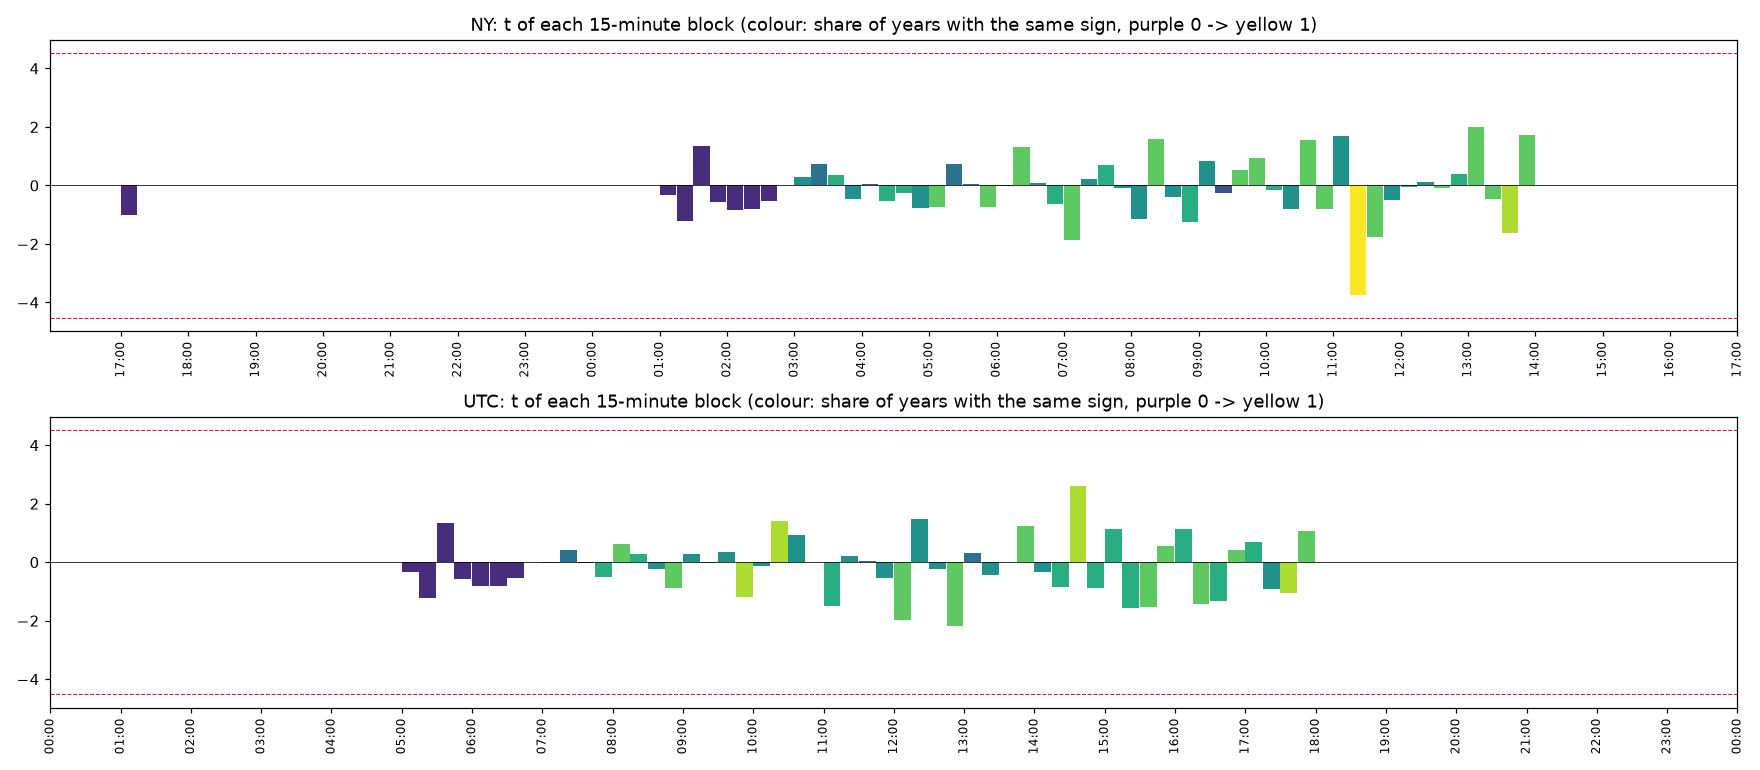 NY: t of each 15-minute block (colour: share of years with the same sign, purple 0 -> yellow 1)
4
2
0
−2
−4
17:00 18:00 19:00 20:00 21:00 22:00 23:00 00:00 01:00 02:00 03:00 04:00 05:00 06:00 07:00 08:00 09:00 10:00 11:00 12:00 13:00 14:00 15:00 16:00 17:00
UTC: t of each 15-minute block (colour: share of years with the same sign, purple 0 -> yellow 1)
4
2
0
−2
−4
00:00 01:00 02:00 03:00 04:00 05:00 06:00 07:00 08:00 09:00 10:00 11:00 12:00 13:00 14:00 15:00 16:00 17:00 18:00 19:00 20:00 21:00 22:00 23:00 00:00